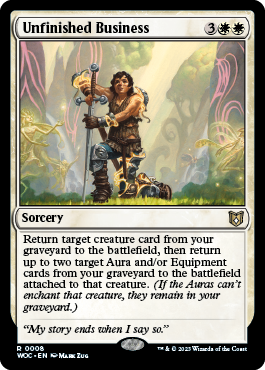 Unfinished Business 3
Sorcery
Return target creature card from your
graveyard to the battlefield, then return
up to two target Aura and/or Equipment
cards from your graveyard to the battlefield
attached to that creature. (If the Auras can't
enchant that creature, they remain in your
graveyard.)
"My story ends when I say so."
R 0008
WOC • EN Mark Zug
™ & © 2023 Wizards of the Coast